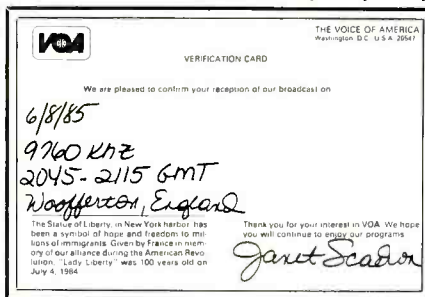 VOA
THE VOICE OF AMERICA
Washington D.C. U.S.A. 20547
VERIFICATION CARD
We are pleased to confirm your reception of our broadcast on
6/8/85
9760 KHZ
2045-2115 GMT
Woofferton, England
The Statue of Liberty, in New York harbor has
been a symbol of hope and freedom to mil-
lions of immigrants. Given by France in mem-
ory of our alliance during the American Revo-
lution, "Lady Liberty" was 100 years old on
July 4, 1984
Thank you for your interest in VOA. We hope
you will continue to enjoy our programs
Janet Scadron